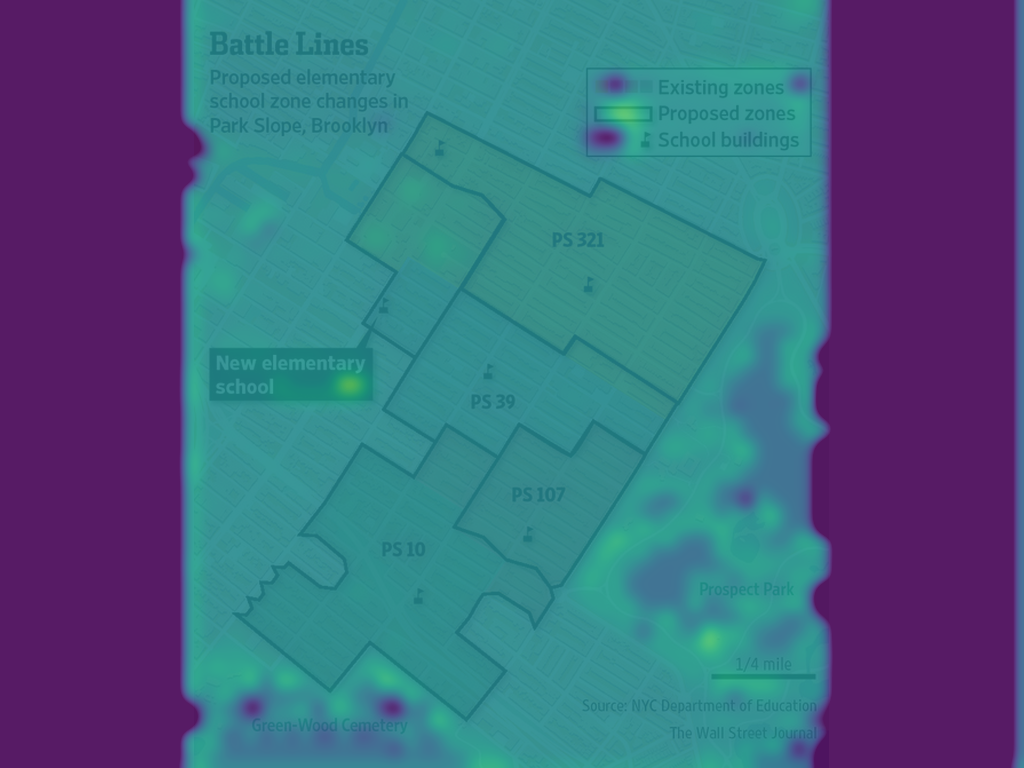 Battle Lines
Proposed elementary
school zone changes in
Park Slope, Brooklyn
Existing zones
Proposed zones
School buildings
PS 321
New elementary
school
PS 39
PS 107
PS 10
Prospect Park
1/4 mile
Source: NYC Department of Education
Green-Wood Cemetery
The Wall Street Journal